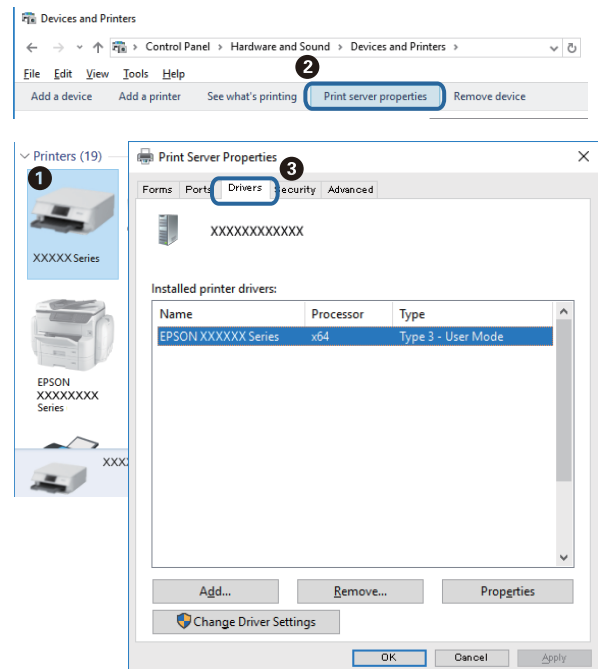 Devices and Printers
Control Panel > Hardware and Sound > Devices and Printers >
2
File Edit View Tools Help
Add a device Add a printer See what's printing Print server properties Remove device
Printers (19)
1
XXXXX Series
EPSON
XXXXXXXX
Series
XXX
Print Server Properties
3
Forms Ports Drivers Security Advanced
XXXXXXXXXXXX
Installed printer drivers:
Name Processor Type
EPSON XXXXXX Series x64 Type 3 - User Mode
Add... Remove... Properties
Change Driver Settings
OK Cancel Apply